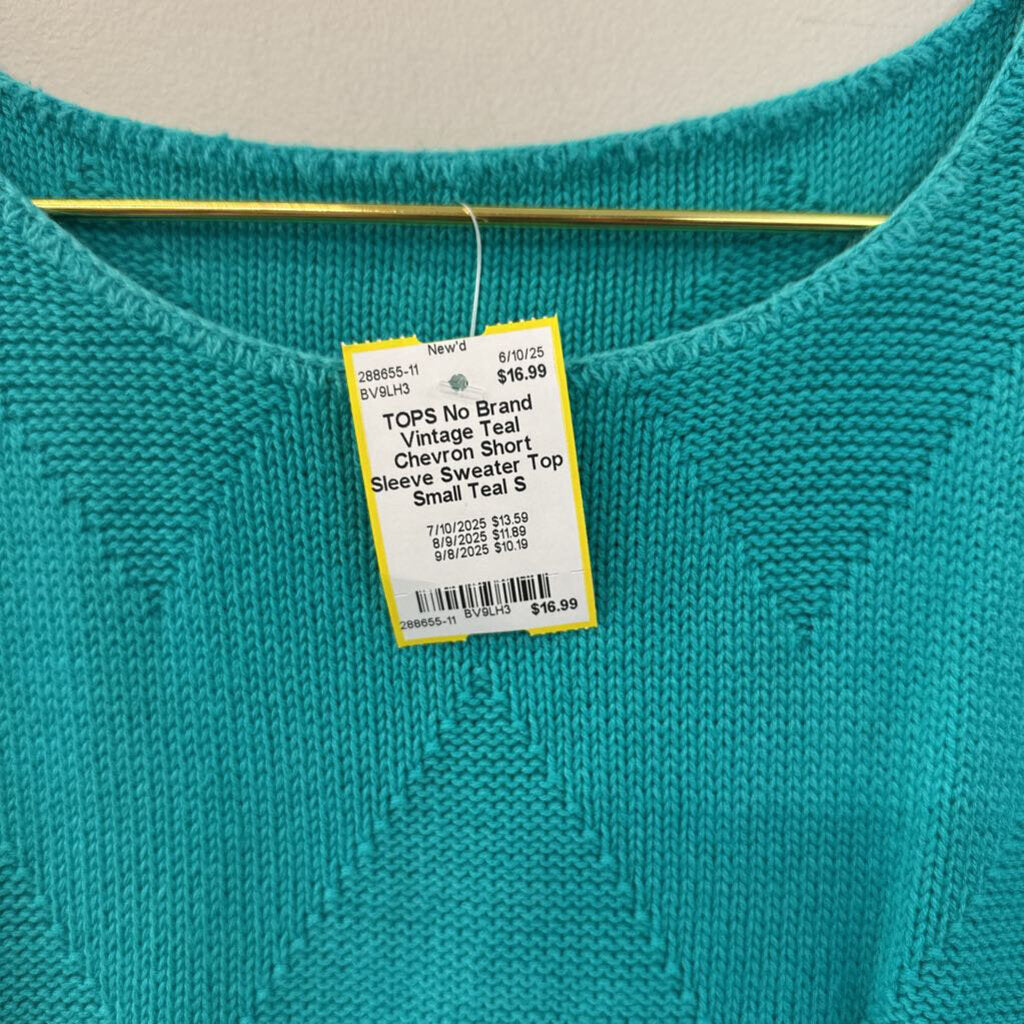 New'd
288655-11 6/10/25
BV9LH3 $16.99
TOPS No Brand
Vintage Teal
Chevron Short
Sleeve Sweater Top
Small Teal S
7/10/2025 $13.59
8/9/2025 $11.89
9/8/2025 $10.19
288655-11 BV9LH3 $16.99